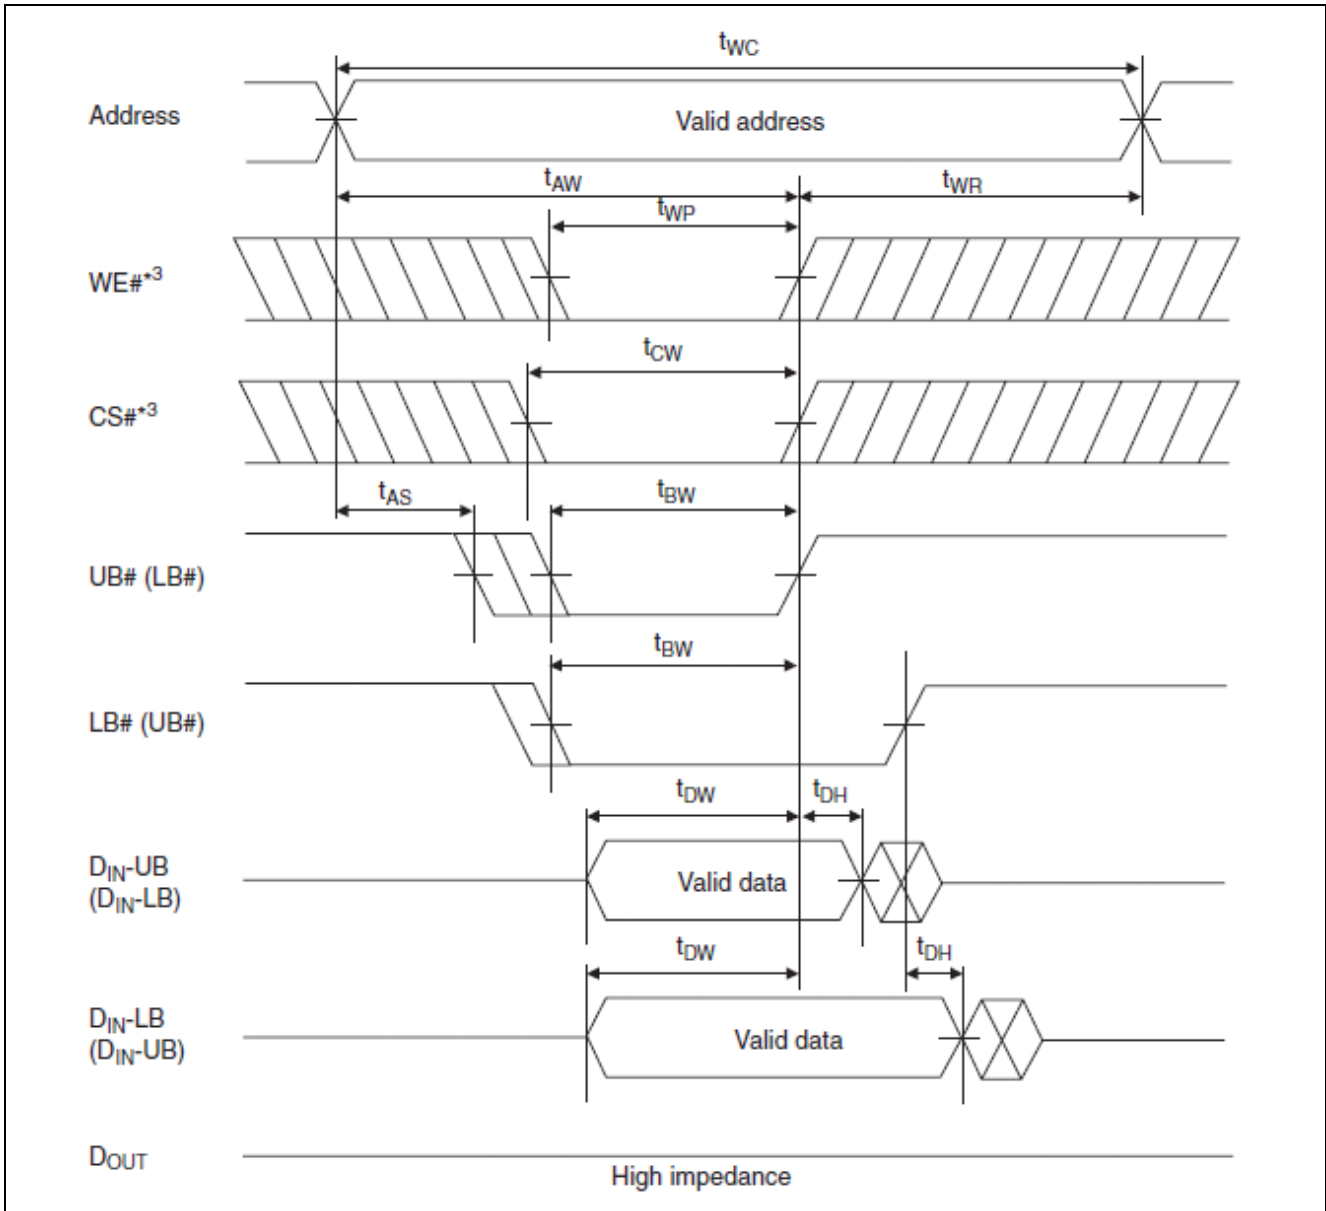 tWC
Address
Valid address
tAW
tWR
tWP
WE#*3
tCW
CS#*3
tAS
tBW
UB# (LB#)
tBW
LB# (UB#)
tDW
tDH
DIN-UB
(DIN-LB)
Valid data
tDW
tDH
DIN-LB
(DIN-UB)
Valid data
DOUT
High impedance